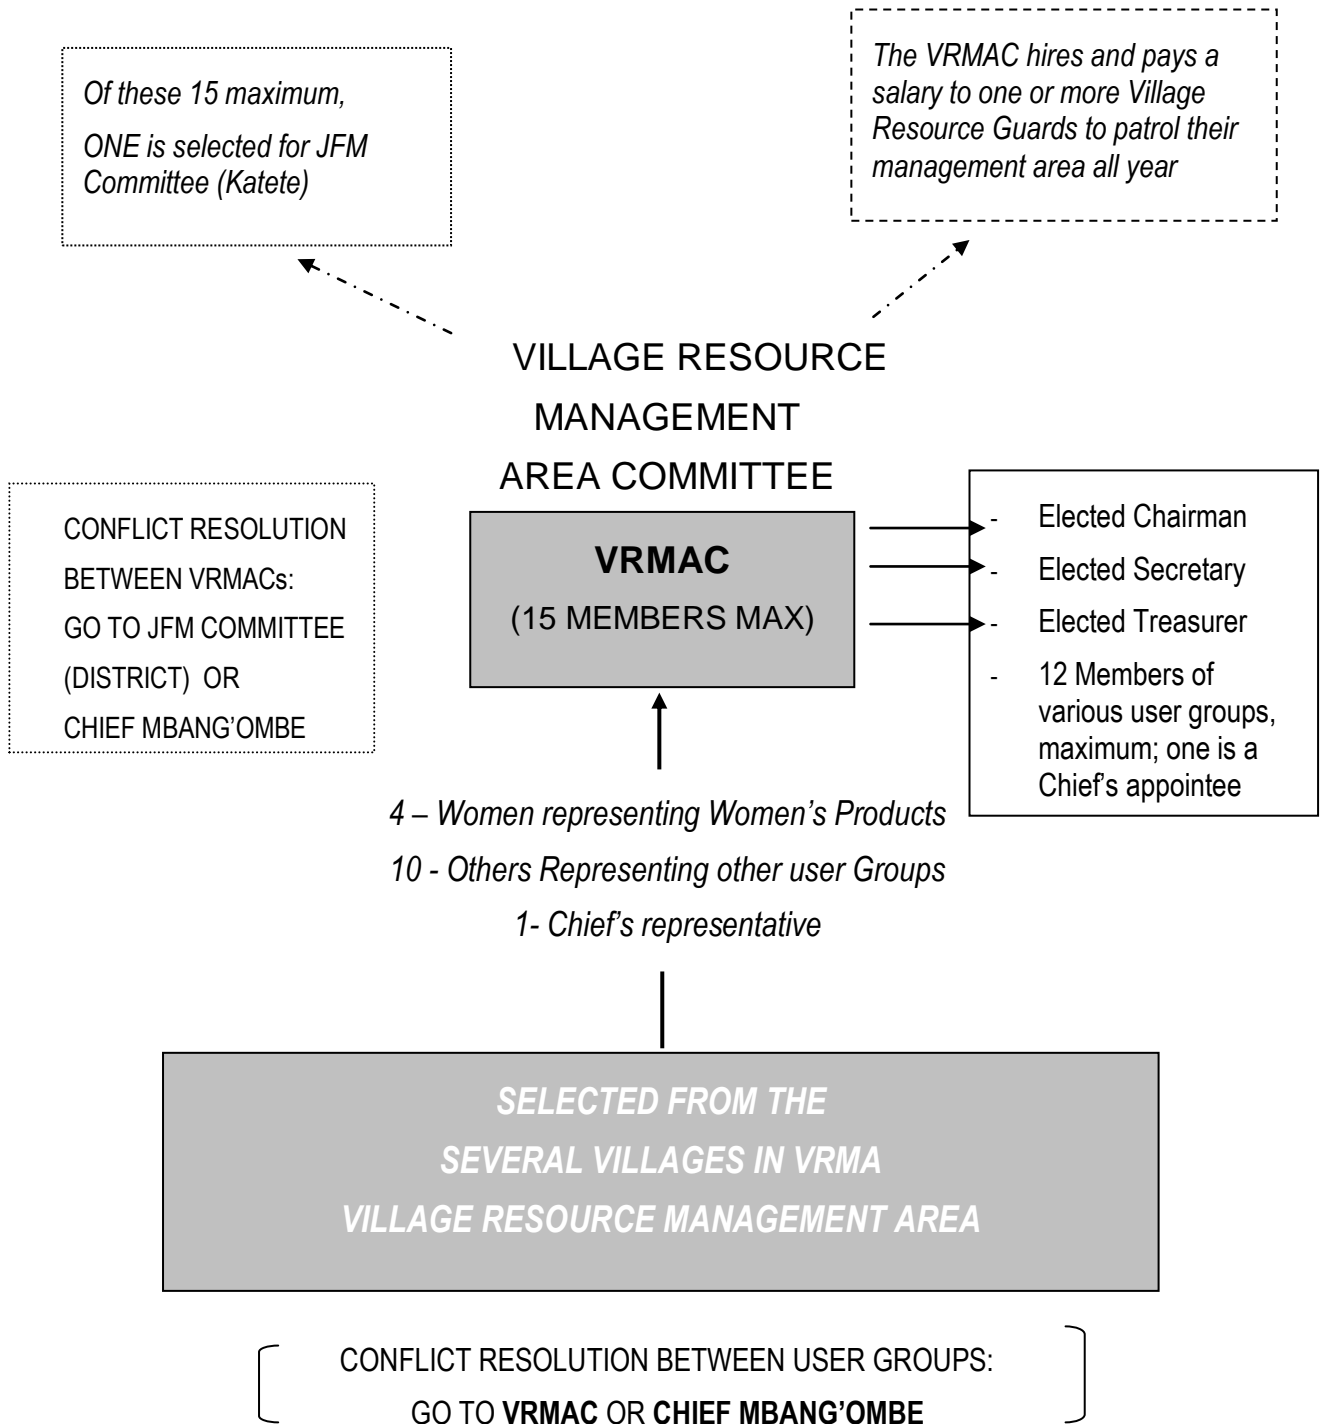 Of these 15 maximum,
ONE is selected for JFM
Committee (Katete)
The VRMAC hires and pays a
salary to one or more Village
Resource Guards to patrol their
management area all year
VILLAGE RESOURCE
MANAGEMENT
AREA COMMITTEE
CONFLICT RESOLUTION
BETWEEN VRMACs:
GO TO JFM COMMITTEE
(DISTRICT) OR
CHIEF MBANG'OMBE
VRMAC
(15 MEMBERS MAX)
- Elected Chairman
- Elected Secretary
- Elected Treasurer
- 12 Members of
various user groups,
maximum; one is a
Chief's appointee
4 – Women representing Women's Products
10 - Others Representing other user Groups
1- Chief's representative
SELECTED FROM THE
SEVERAL VILLAGES IN VRMA
VILLAGE RESOURCE MANAGEMENT AREA
CONFLICT RESOLUTION BETWEEN USER GROUPS:
GO TO VRMAC OR CHIEF MBANG'OMBE